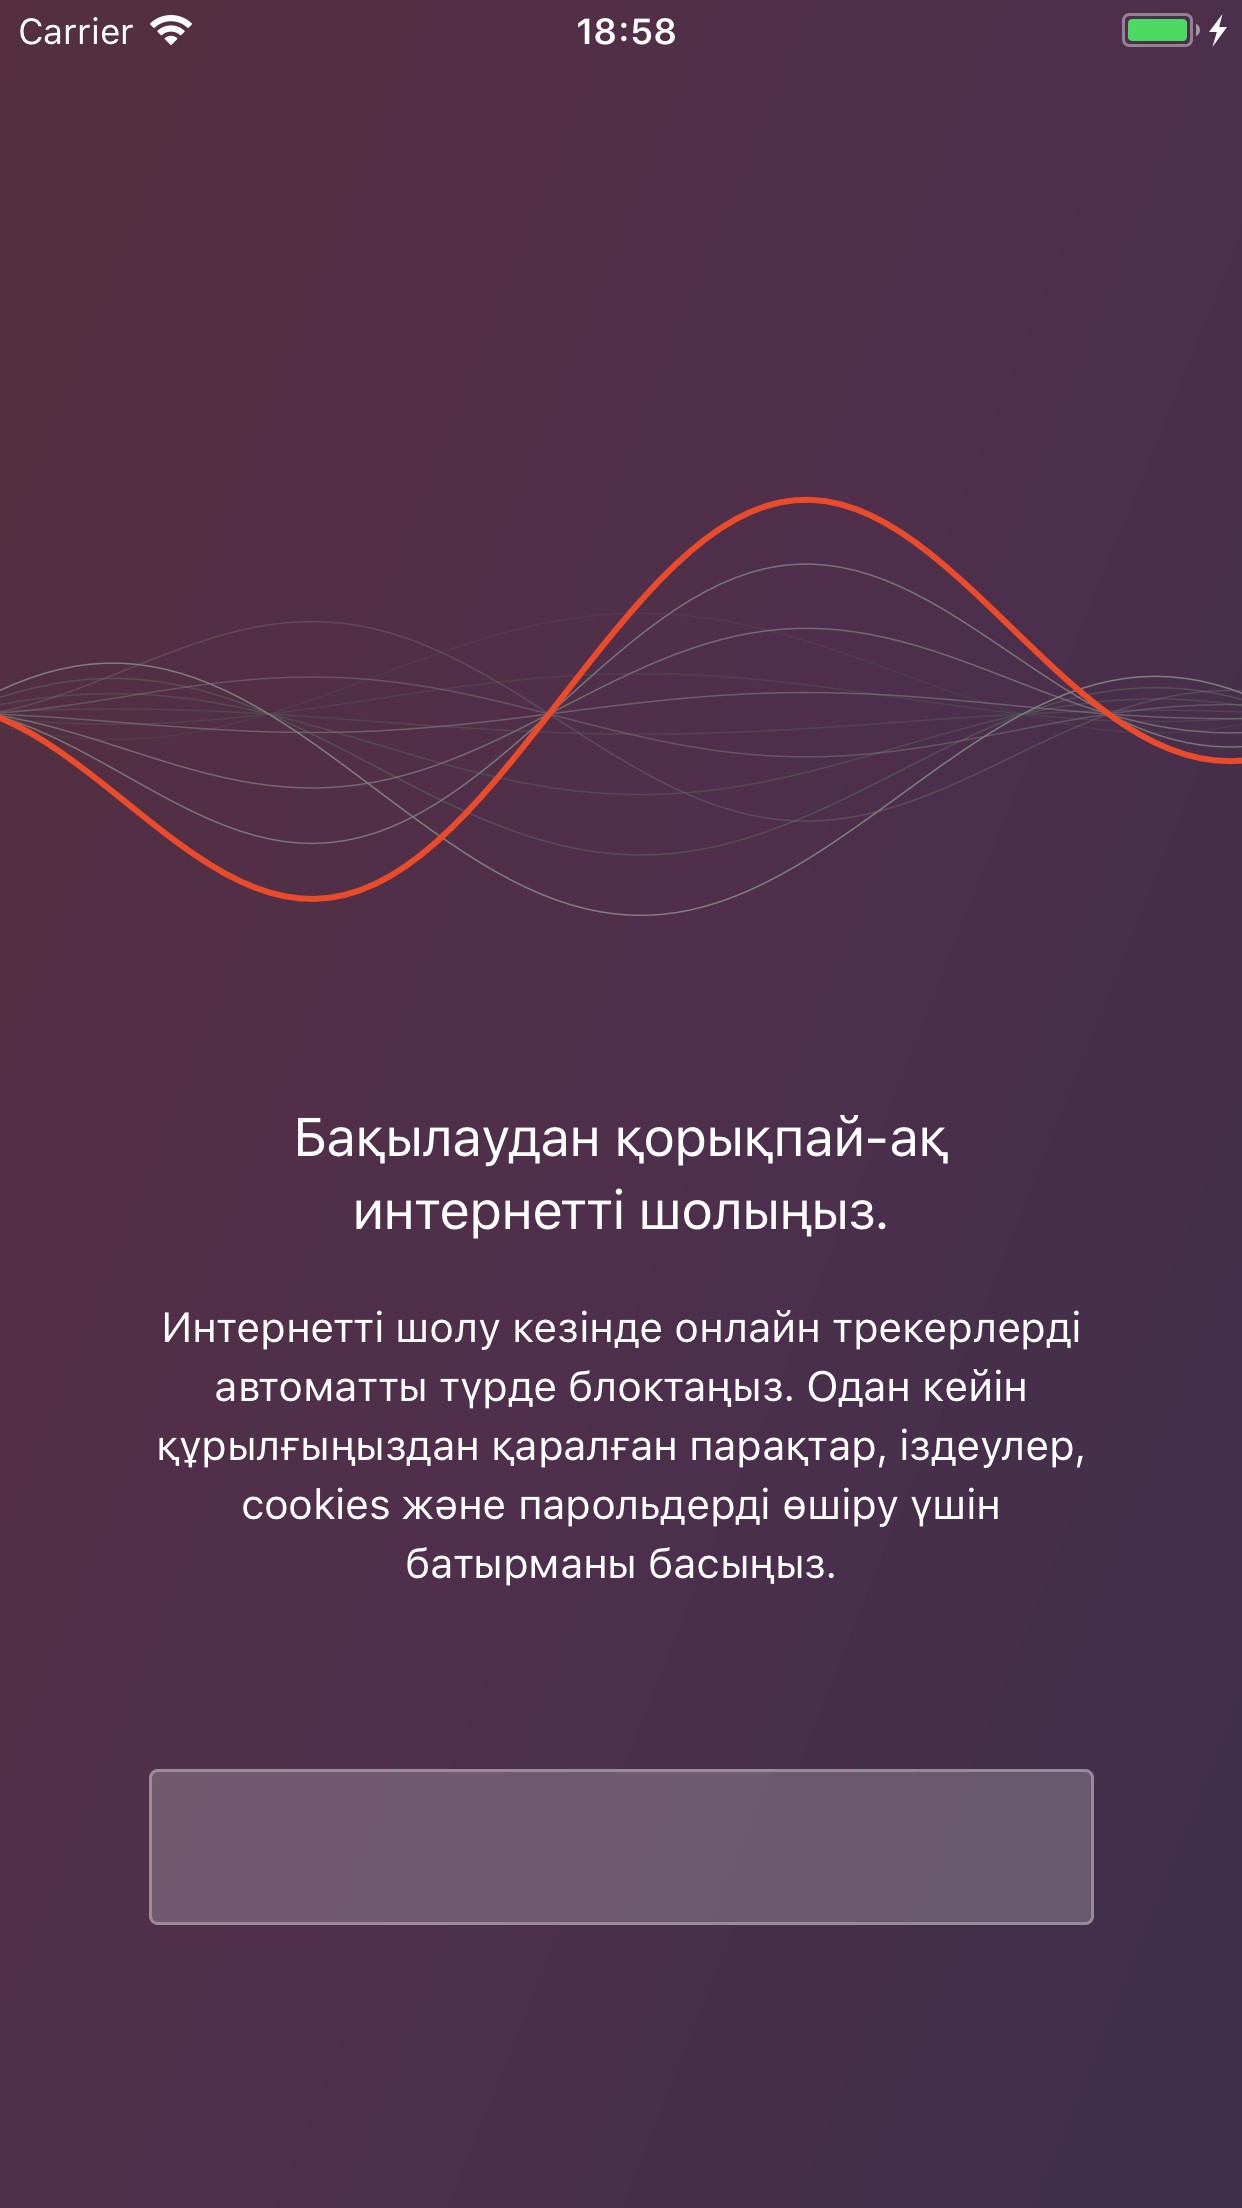 Carrier
18:58
Бақылаудан қорықпай-ақ
интернетті шолыңыз.
Интернетті шолу кезінде онлайн трекерлерді
автоматты түрде блоктаңыз. Одан кейін
құрылғыңыздан қаралған парақтар, іздеулер,
cookies және парольдерді өшіру үшін
батырманы басыңыз.